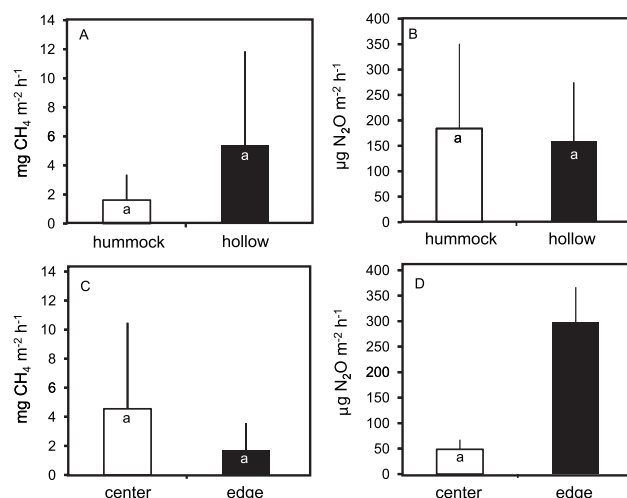 A
mg CH4 m-2 h-1
14
12
10
8
6
4
2
0
a
a
hummock hollow
B
µg N2O m-2 h-1
400
350
300
250
200
150
100
50
0
a
a
hummock hollow
C
mg CH4 m-2 h-1
14
12
10
8
6
4
2
0
a
a
center edge
D
µg N2O m-2 h-1
400
350
300
250
200
150
100
50
0
a
center edge